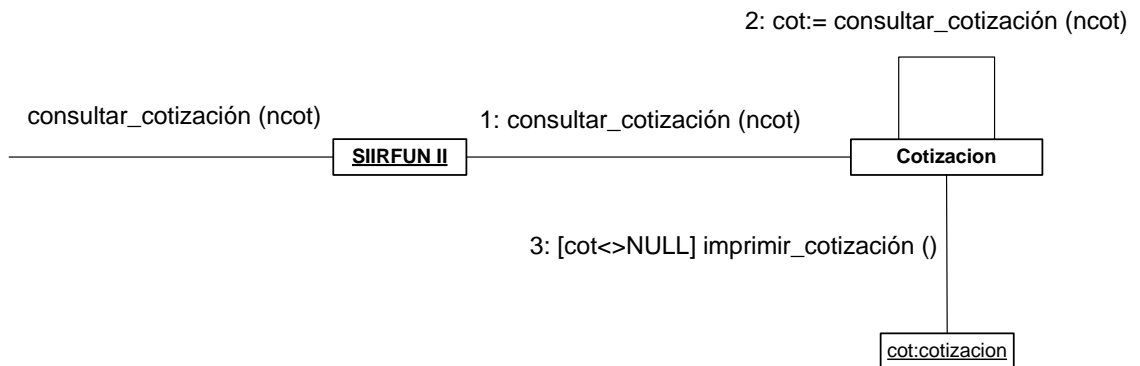 2: cot:= consultar_cotización (ncot)
consultar_cotización (ncot)
1: consultar_cotización (ncot)
SIIRFUN II
Cotizacion
3: [cot<>NULL] imprimir_cotización ()
cot:cotizacion